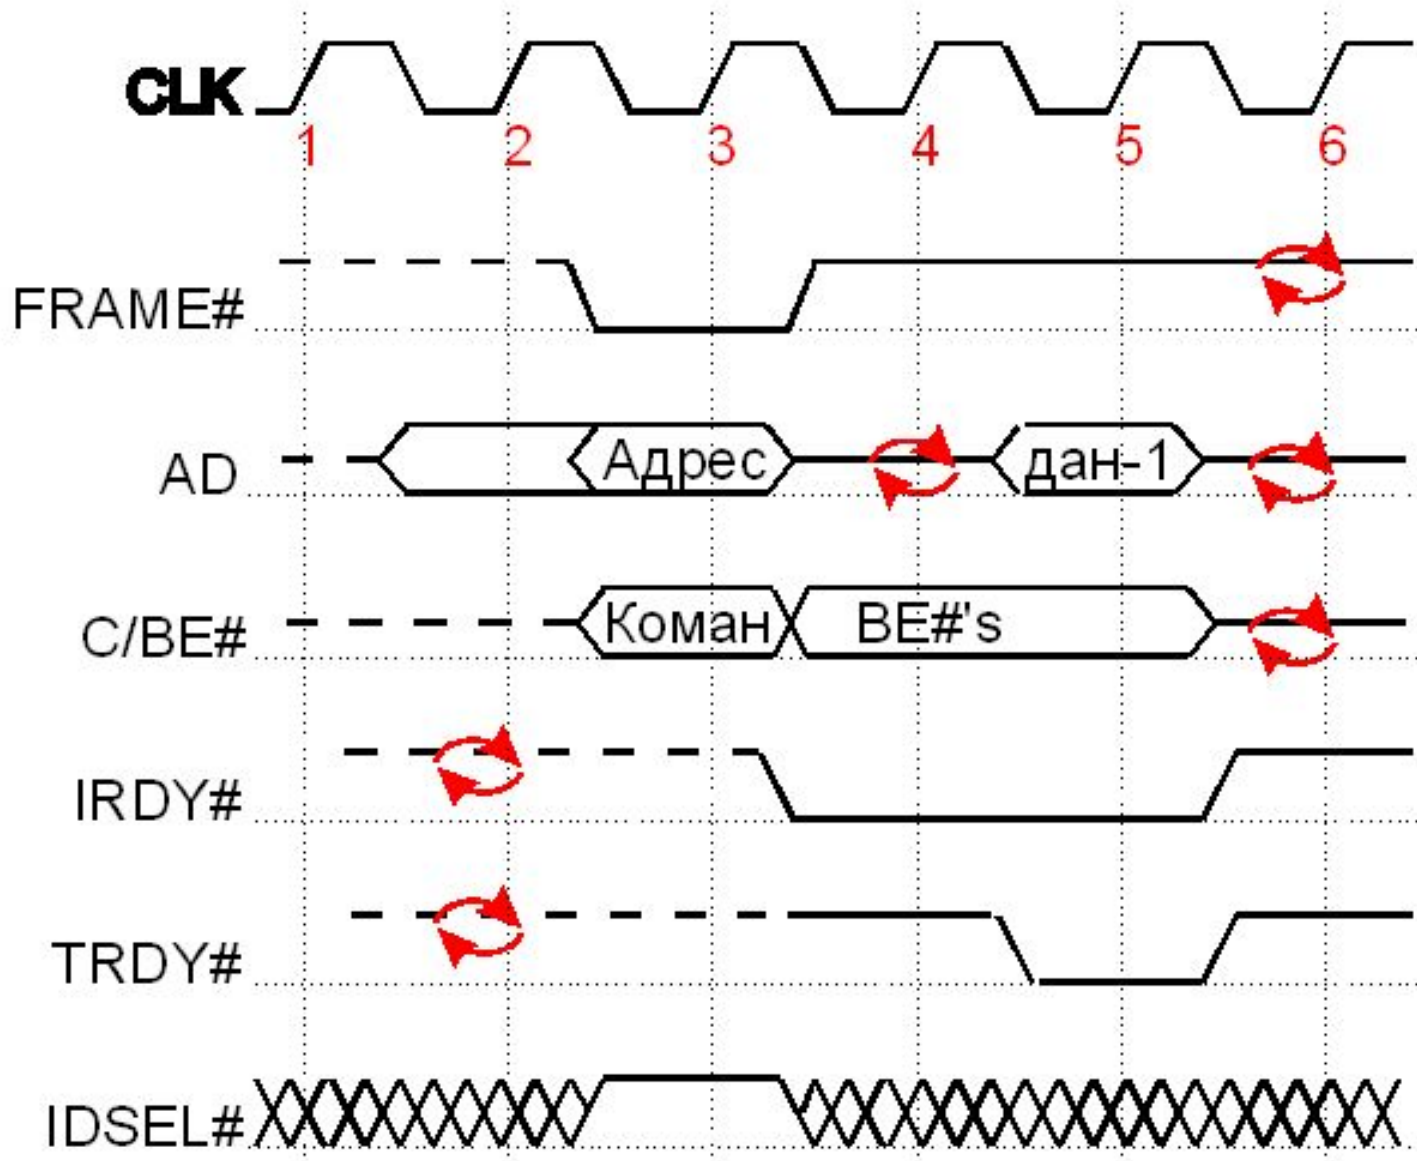 CLK
1 2 3 4 5 6
FRAME#
AD Адрес дан-1
C/BE# Коман BE#'s
IRDY#
TRDY#
IDSEL#